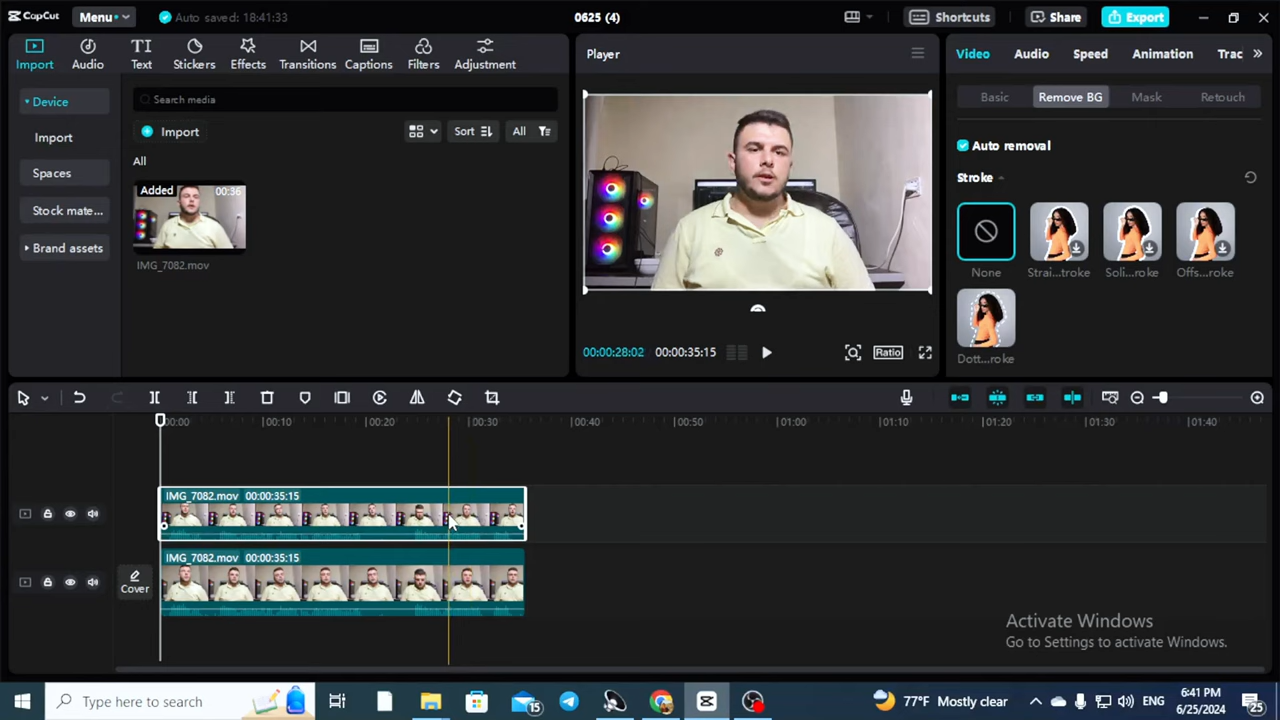 CapCut Menu Auto saved: 18:41:33 0625 (4) Shortcuts Share Export
Import Audio Text Stickers Effects Transitions Captions Filters Adjustment
Device
Import
Spaces
Stock mate...
Brand assets
Search media
Import Sort All
All
Added 00:36
IMG_7082.mov
Player
00:00:28:02 00:00:35:15 Ratio
Video Audio Speed Animation Trac
Basic Remove BG Mask Retouch
Auto removal
Stroke
None Strai...troke Soli...roke Offs...roke
Dott...roke
00:00 00:10 00:20 00:30 00:40 00:50 01:00 01:10 01:20 01:30 01:40
IMG_7082.mov 00:00:35:15
Cover
IMG_7082.mov 00:00:35:15
Activate Windows
Go to Settings to activate Windows.
Type here to search
15
77°F Mostly clear
ENG
6:41 PM
6/25/2024
25